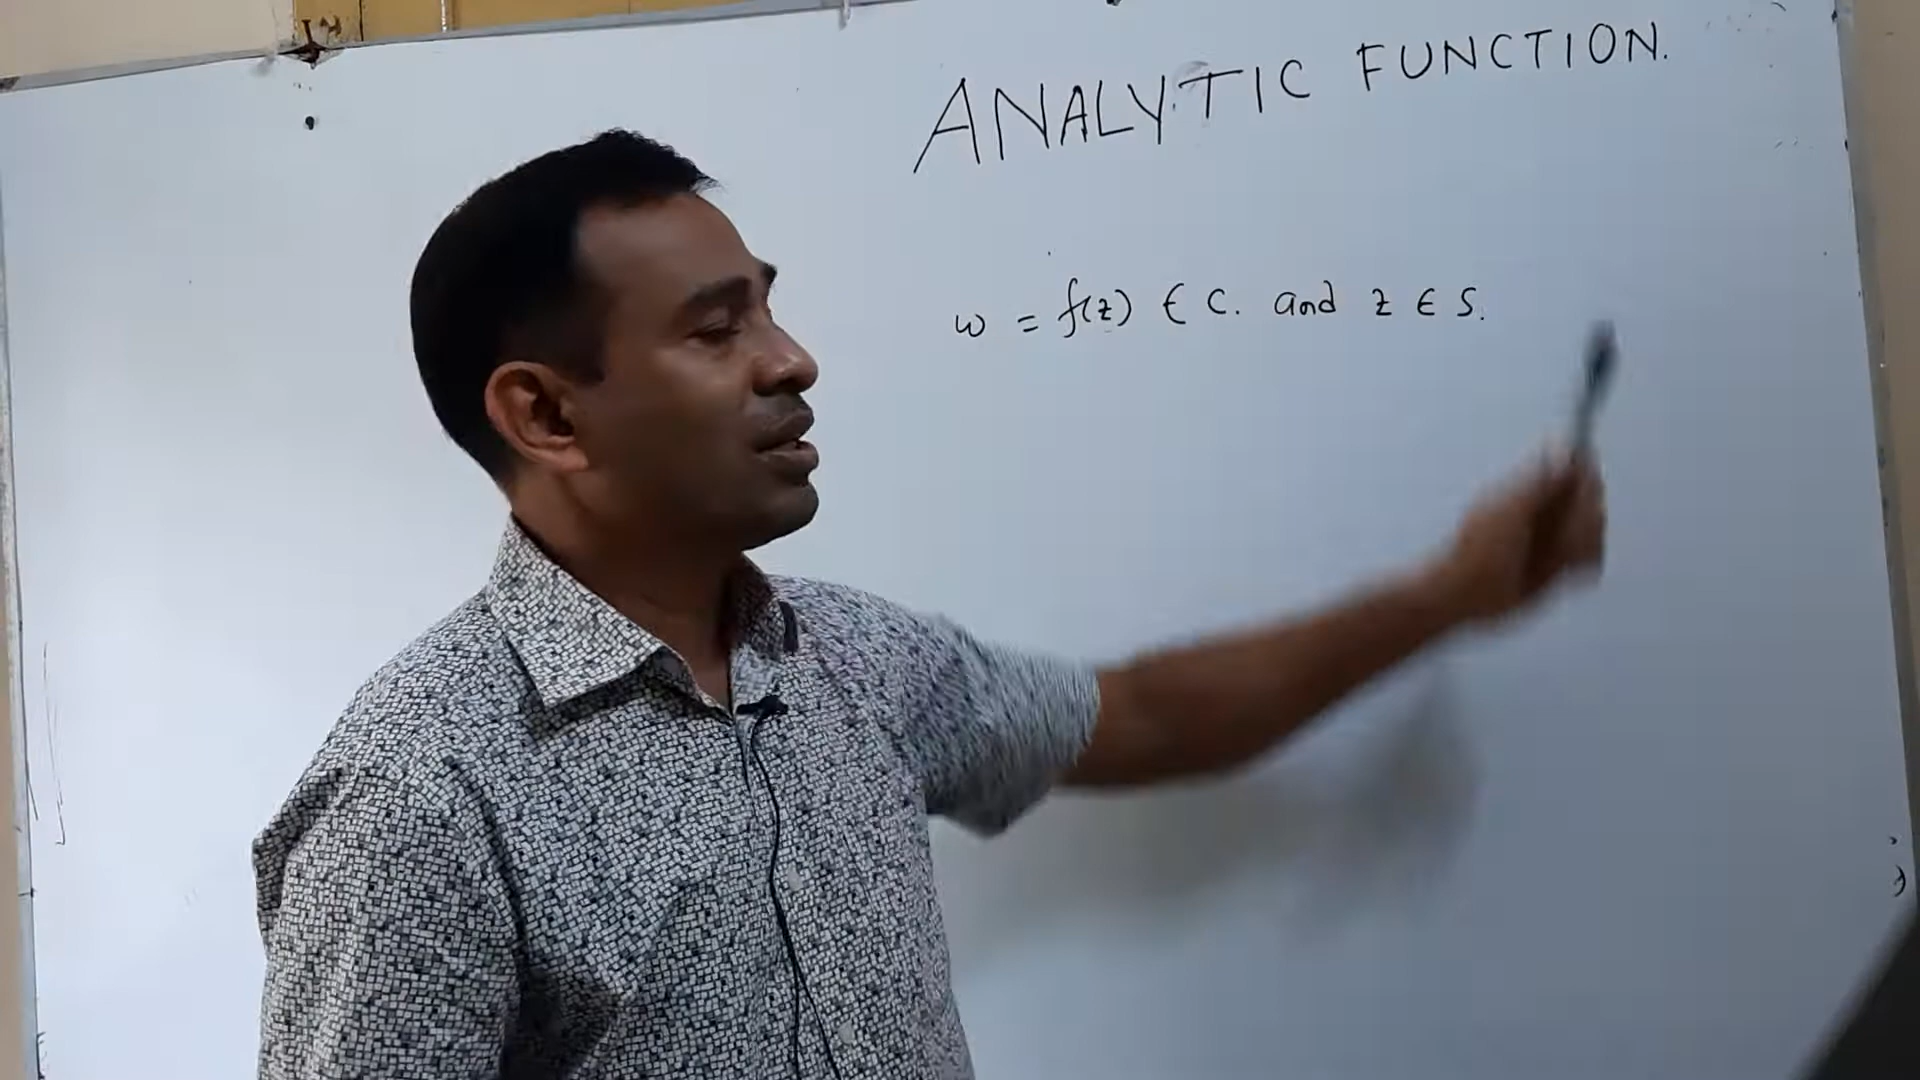 ANALYTIC FUNCTION.
w = f(z) ∈ C. and z ∈ S.